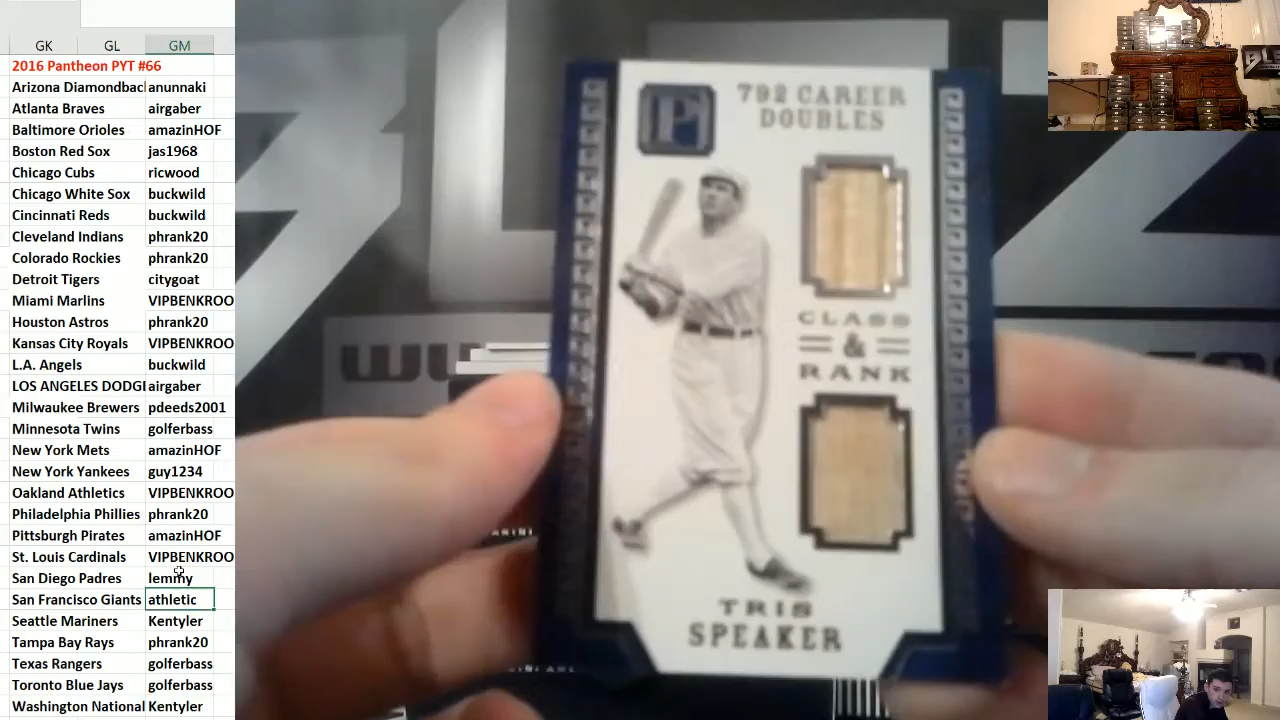 GK GL GM
2016 Pantheon PYT #66
Arizona Diamondbac anunnaki
Atlanta Braves airgaber
Baltimore Orioles amazinHOF
Boston Red Sox jas1968
Chicago Cubs ricwood
Chicago White Sox buckwild
Cincinnati Reds buckwild
Cleveland Indians phrank20
Colorado Rockies phrank20
Detroit Tigers citygoat
Miami Marlins VIPBENKROO
Houston Astros phrank20
Kansas City Royals VIPBENKROO
L.A. Angels buckwild
LOS ANGELES DODGI airgaber
Milwaukee Brewers pdeeds2001
Minnesota Twins golferbass
New York Mets amazinHOF
New York Yankees guy1234
Oakland Athletics VIPBENKROO
Philadelphia Phillies phrank20
Pittsburgh Pirates amazinHOF
St. Louis Cardinals VIPBENKROO
San Diego Padres lemmy
San Francisco Giants athletic
Seattle Mariners Kentyler
Tampa Bay Rays phrank20
Texas Rangers golferbass
Toronto Blue Jays golferbass
Washington National Kentyler
P
792 CAREER
DOUBLES
CLASS
&
RANK
TRIS
SPEAKER